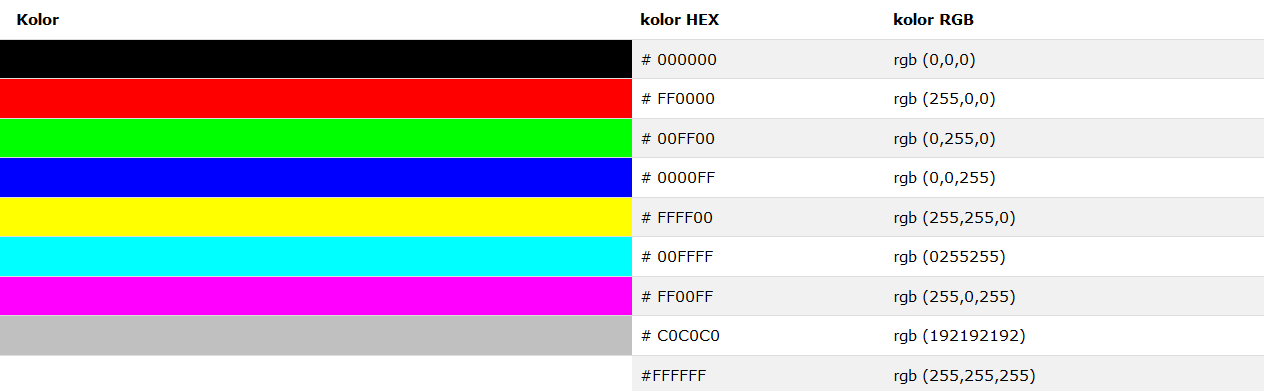 Kolor kolor HEX kolor RGB
# 000000 rgb (0,0,0)
# FF0000 rgb (255,0,0)
# 00FF00 rgb (0,255,0)
# 0000FF rgb (0,0,255)
# FFFF00 rgb (255,255,0)
# 00FFFF rgb (0255255)
# FF00FF rgb (255,0,255)
# C0C0C0 rgb (192192192)
#FFFFFF rgb (255,255,255)